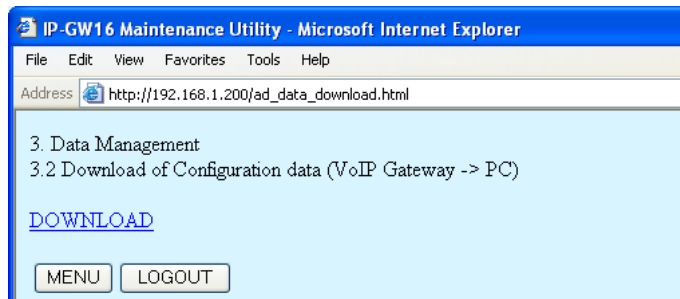 IP-GW16 Maintenance Utility - Microsoft Internet Explorer
File Edit View Favorites Tools Help
Address http://192.168.1.200/ad_data_download.html
3. Data Management
3.2 Download of Configuration data (VoIP Gateway -> PC)
DOWNLOAD
MENU LOGOUT